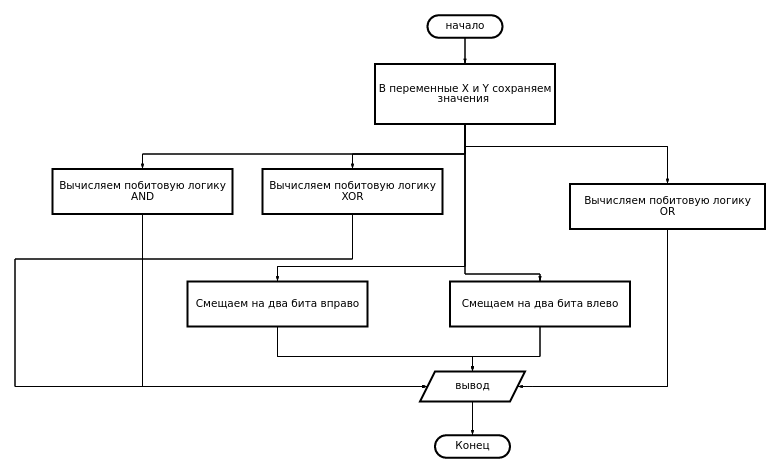 начало
В переменные X и Y сохраняем
значения
Вычисляем побитовую логику
AND
Вычисляем побитовую логику
XOR
Вычисляем побитовую логику
OR
Смещаем на два бита вправо
Смещаем на два бита влево
вывод
Конец